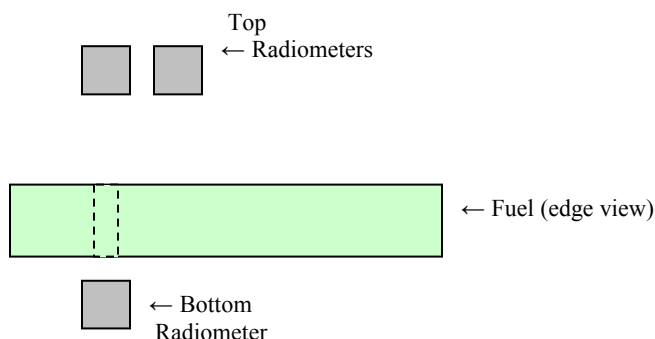 Top
← Radiometers
← Fuel (edge view)
← Bottom
Radiometer